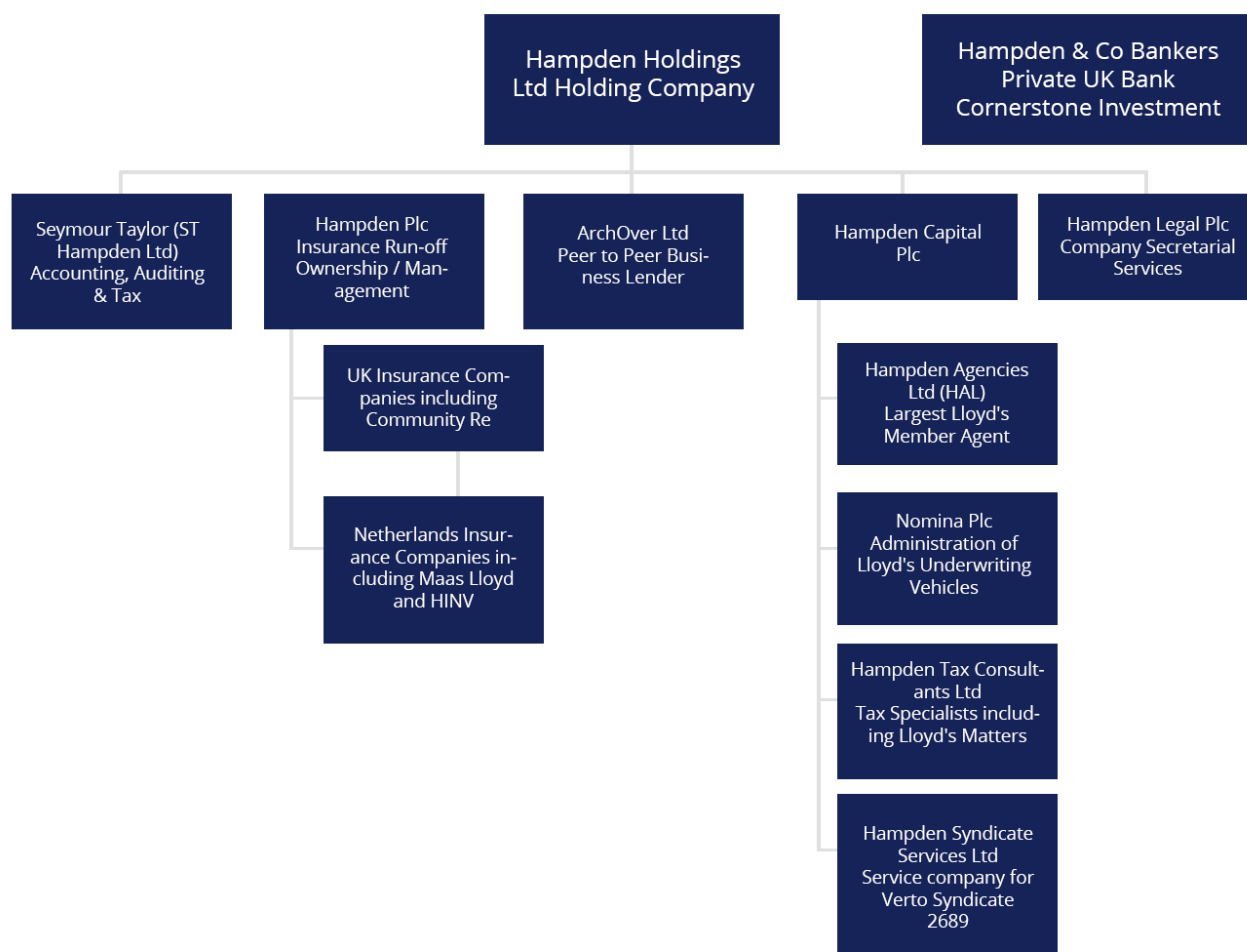 Hampden Holdings
Ltd Holding Company
Hampden & Co Bankers
Private UK Bank
Cornerstone Investment
Seymour Taylor (ST
Hampden Ltd)
Accounting, Auditing
& Tax
Hampden Plc
Insurance Run-off
Ownership / Man-
agement
ArchOver Ltd
Peer to Peer Busi-
ness Lender
Hampden Capital
Plc
Hampden Legal Plc
Company Secretarial
Services
UK Insurance Com-
panies including
Community Re
Netherlands Insur-
ance Companies in-
cluding Maas Lloyd
and HINV
Hampden Agencies
Ltd (HAL)
Largest Lloyd's
Member Agent
Nomina Plc
Administration of
Lloyd's Underwriting
Vehicles
Hampden Tax Consult-
ants Ltd
Tax Specialists includ-
ing Lloyd's Matters
Hampden Syndicate
Services Ltd
Service company for
Verto Syndicate
2689